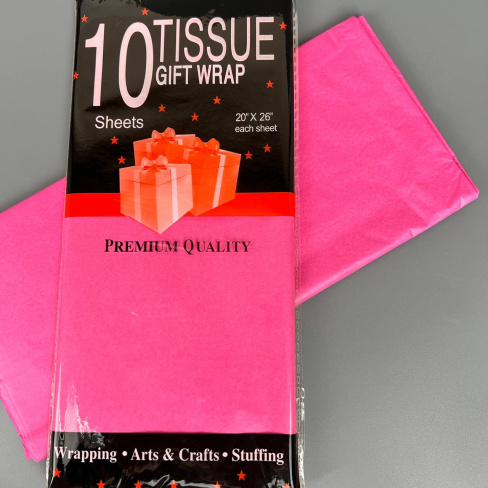 10 TISSUE
GIFT WRAP
Sheets
20" X 26"
each sheet
PREMIUM QUALITY
Wrapping • Arts & Crafts • Stuffing